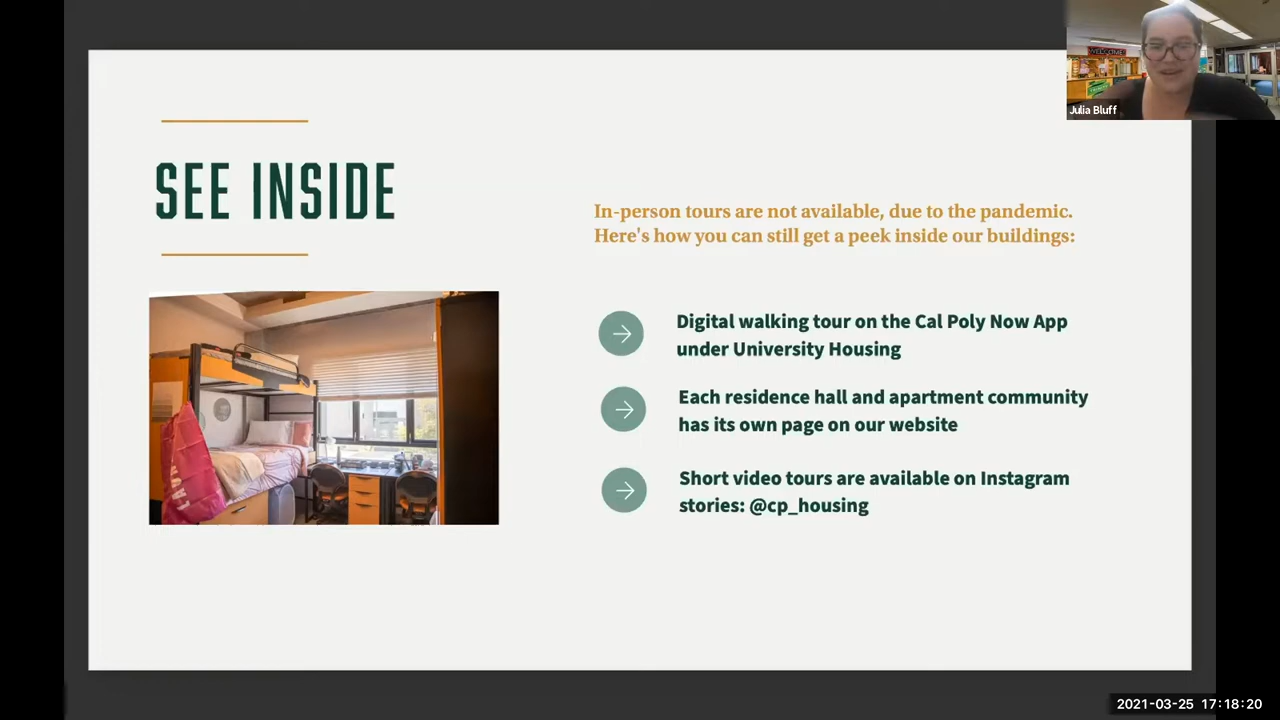 WELCOME
Julia Bluff
SEE INSIDE
In-person tours are not available, due to the pandemic.
Here's how you can still get a peek inside our buildings:
Digital walking tour on the Cal Poly Now App
under University Housing
Each residence hall and apartment community
has its own page on our website
Short video tours are available on Instagram
stories: @cp_housing
2021-03-25 17:18:20